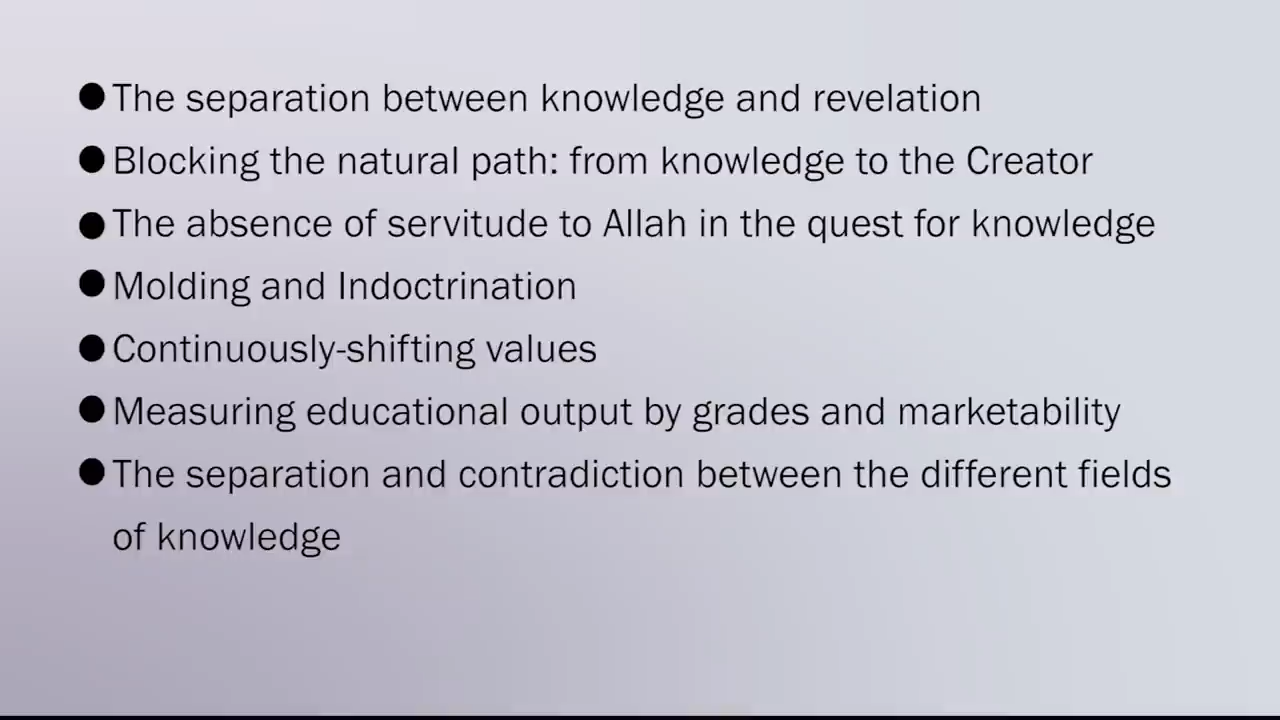 ● The separation between knowledge and revelation
● Blocking the natural path: from knowledge to the Creator
● The absence of servitude to Allah in the quest for knowledge
● Molding and Indoctrination
● Continuously-shifting values
● Measuring educational output by grades and marketability
● The separation and contradiction between the different fields
of knowledge